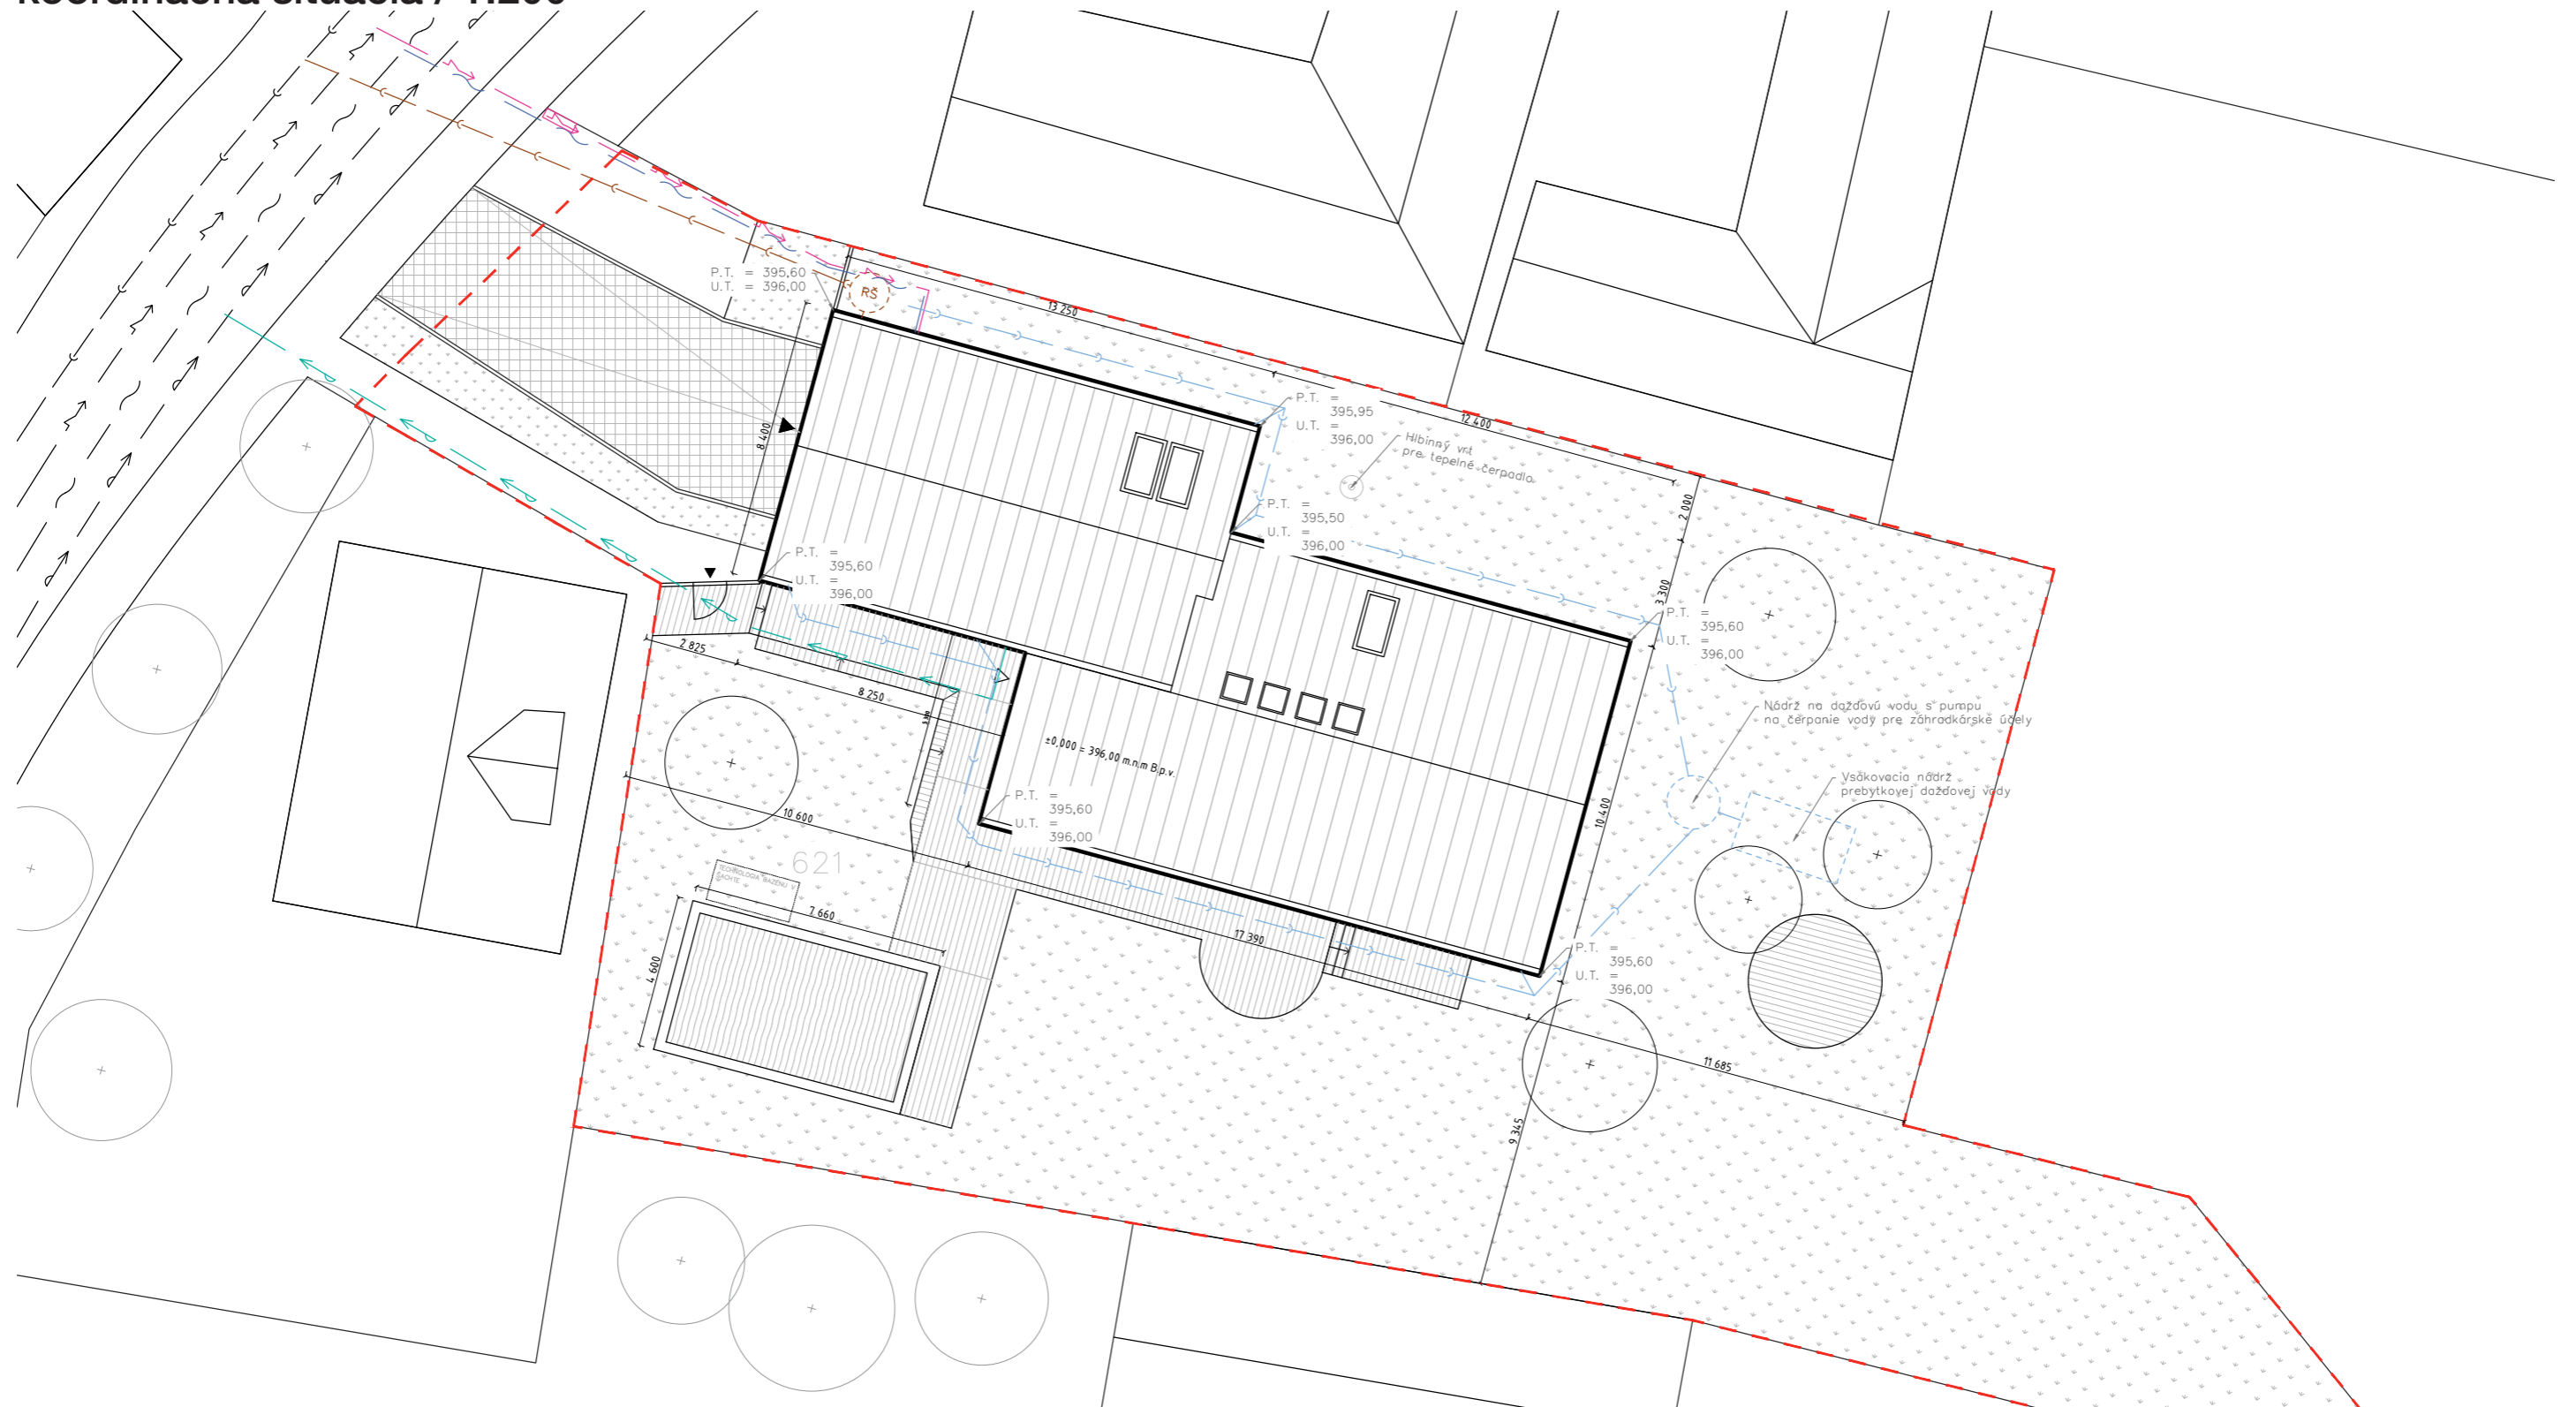 P.T. = 395,60
U.T. = 396,00
RŠ
13 250
P.T. =
395,95
U.T. =
396,00
12 400
Hlbinný vrt
pre tepelné čerpadlo
8 400
2 000
P.T. =
395,50
U.T. =
396,00
P.T. =
395,60
U.T. =
396,00
3 300
P.T. =
395,60
U.T. =
396,00
2 825
8 250
Nádrž na dažďovú vodu s pumpu
na čerpanie vody pre záhradkárske účely
±0,000 = 396,00 m.n.m B.p.v.
Vsakovacia nádrž
prebytkovej dažďovej vody
P.T. =
395,60
U.T. =
396,00
10 600
10 400
621
TECHNOLÓGIA BAZÉNU V
ŠACHTE
7 660
17 390
P.T. =
395,60
U.T. =
396,00
4 600
11 685
9 345